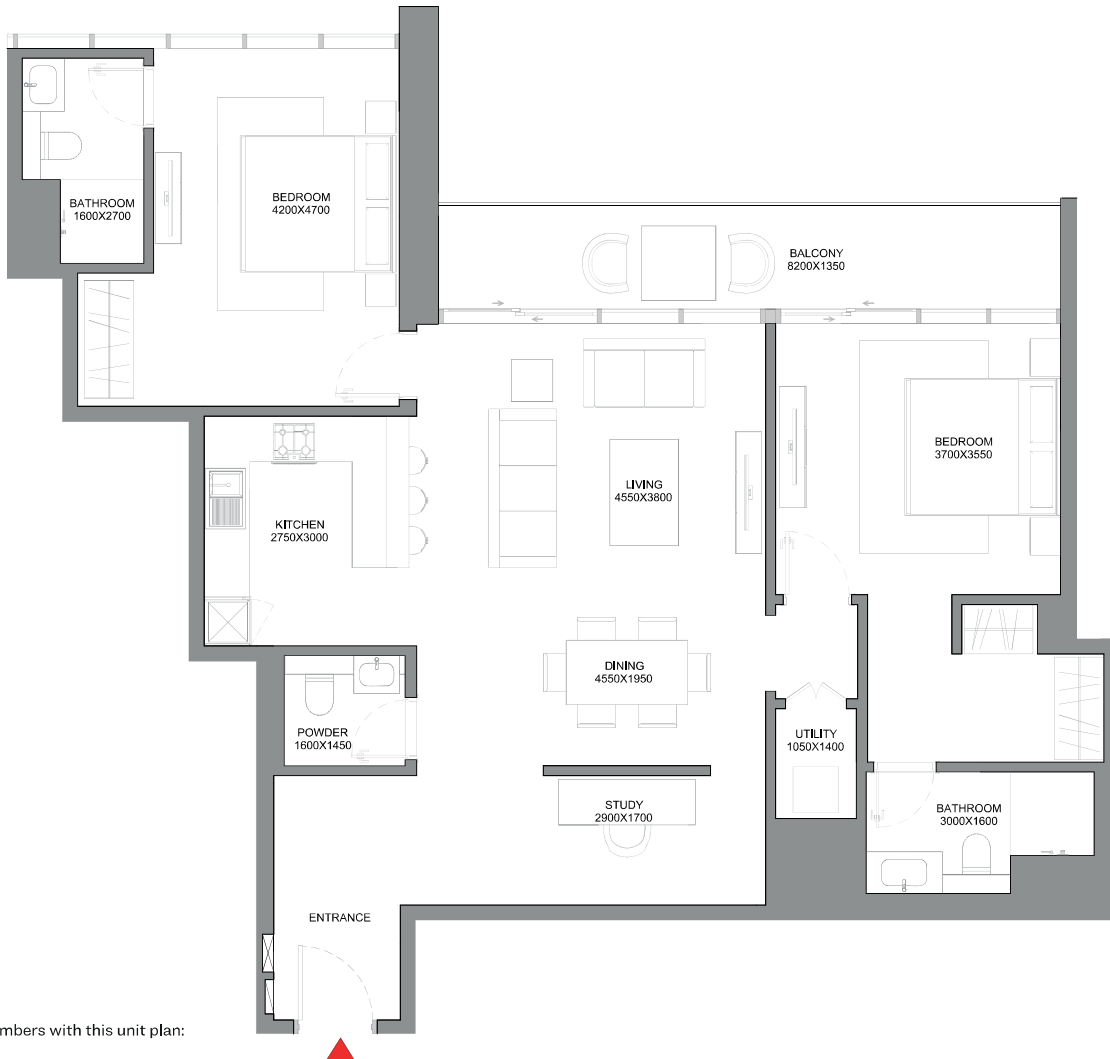 BATHROOM
1600X2700
BEDROOM
4200X4700
BALCONY
8200X1350
BEDROOM
3700X3550
LIVING
4550X3800
KITCHEN
2750X3000
DINING
4550X1950
POWDER
1600X1450
UTILITY
1050X1400
STUDY
2900X1700
BATHROOM
3000X1600
ENTRANCE
mbers with this unit plan: